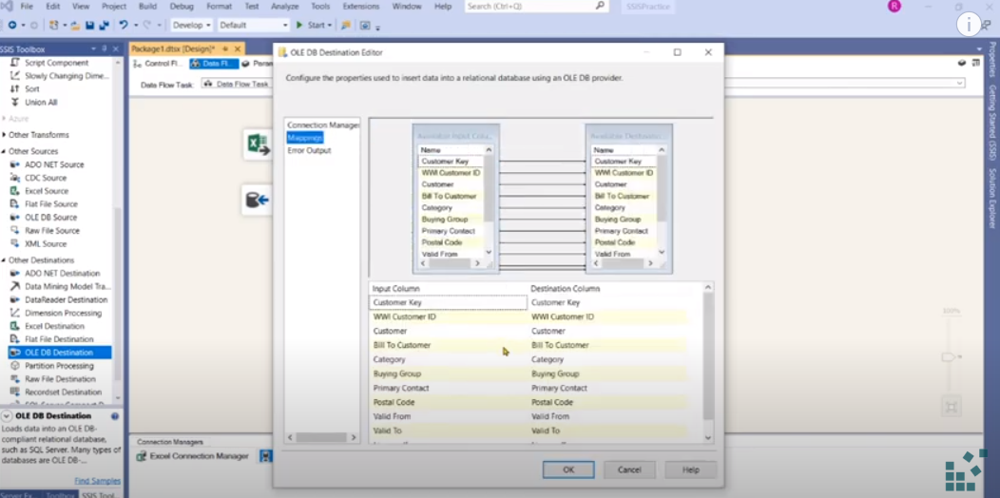 File Edit View Project Build Debug Format Test Analyze Tools Extensions Window Help Search (Ctrl+Q) SSISPractice
R
i
Develop Default Start
SSIS Toolbox
Package1.dtsx [Design]*
Control Fl... Data Fl...
Data Flow Task: Data Flow Task
Script Component
Slowly Changing Dime...
Sort
Union All
Azure
Other Transforms
Other Sources
ADO NET Source
CDC Source
Excel Source
Flat File Source
OLE DB Source
Raw File Source
XML Source
Other Destinations
ADO NET Destination
Data Mining Model Tra...
DataReader Destination
Dimension Processing
Excel Destination
Flat File Destination
OLE DB Destination
Partition Processing
Raw File Destination
Recordset Destination
OLE DB Destination
Loads data into an OLE DB-
compliant relational database,
such as SQL Server. Many types of
databases are OLE DB-...
Find Samples
Toolbox SSIS Tool...
OLE DB Destination Editor
Configure the properties used to insert data into a relational database using an OLE DB provider.
Connection Manager
Mappings
Error Output
Name
Customer Key
WWI Customer ID
Customer
Bill To Customer
Category
Buying Group
Primary Contact
Postal Code
Valid From
Name
Customer Key
WWI Customer ID
Customer
Bill To Customer
Category
Buying Group
Primary Contact
Postal Code
Valid From
Input Column Destination Column
Customer Key Customer Key
WWI Customer ID WWI Customer ID
Customer Customer
Bill To Customer Bill To Customer
Category Category
Buying Group Buying Group
Primary Contact Primary Contact
Postal Code Postal Code
Valid From Valid From
Valid To Valid To
OK Cancel Help
Connection Managers
Excel Connection Manager
100%
Properties
Getting Started (SSIS)
Solution Explorer